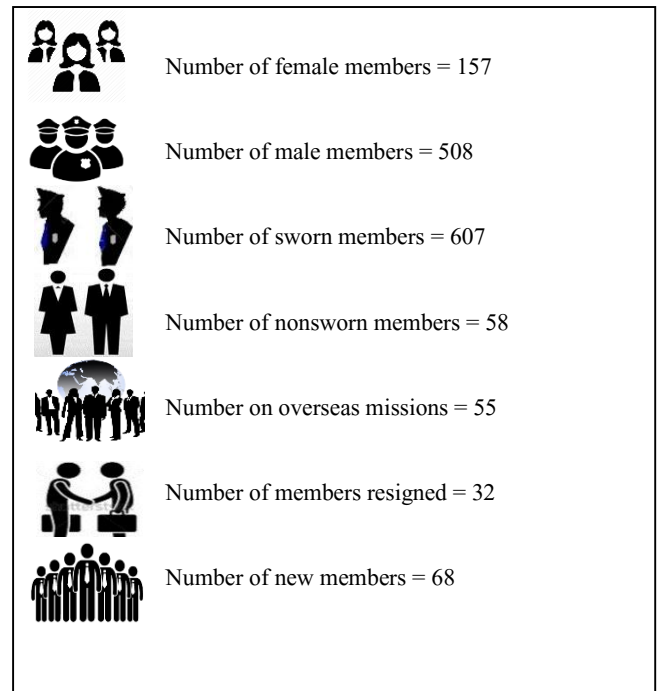 Number of female members = 157
Number of male members = 508
Number of sworn members = 607
Number of nonsworn members = 58
Number on overseas missions = 55
Number of members resigned = 32
Number of new members = 68